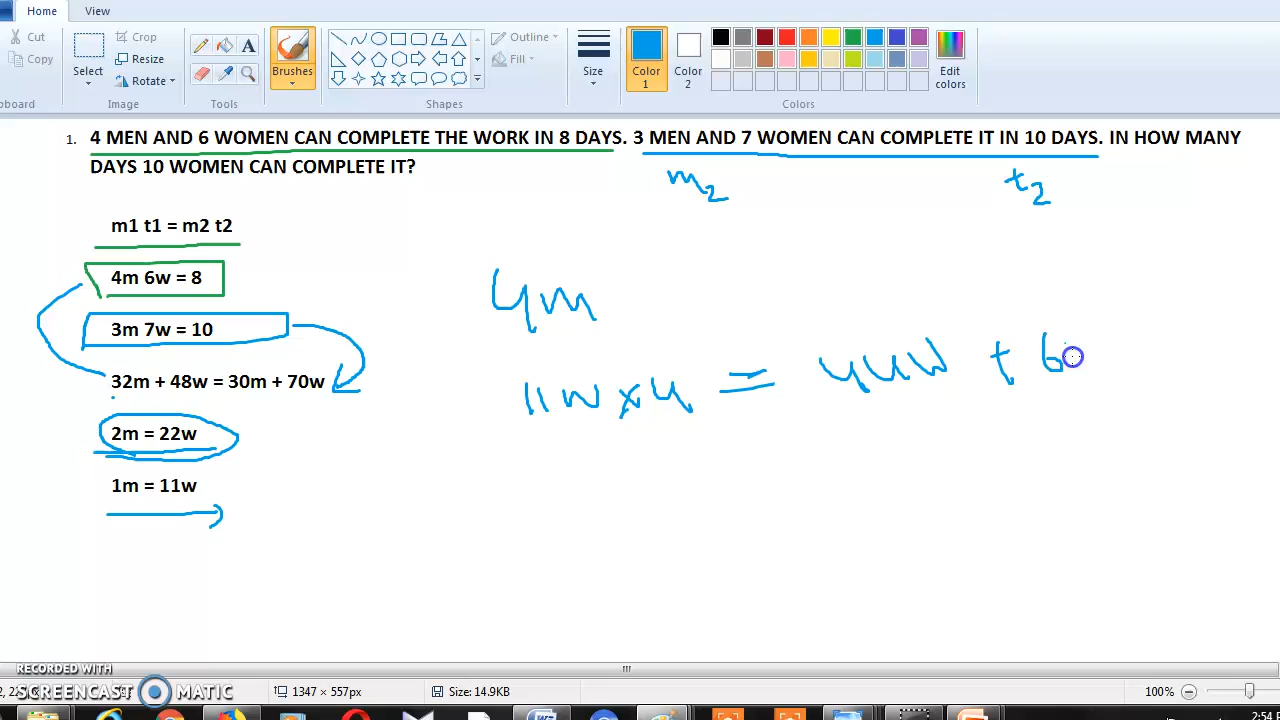 Home View
Cut
Copy
Crop
Resize
Rotate
Select
Brushes
Outline
Fill
Size
Color 1
Color 2
Edit colors
pboard Image Tools Shapes Colors
1. 4 MEN AND 6 WOMEN CAN COMPLETE THE WORK IN 8 DAYS. 3 MEN AND 7 WOMEN CAN COMPLETE IT IN 10 DAYS. IN HOW MANY
DAYS 10 WOMEN CAN COMPLETE IT?
m2 t2
m1 t1 = m2 t2
4m 6w = 8
4m
3m 7w = 10
32m + 48w = 30m + 70w
11w x 4 = 44w + 6
2m = 22w
1m = 11w
RECORDED WITH
SCREENCAST MATIC
1347 × 557px
Size: 14.9KB
100%
2:54